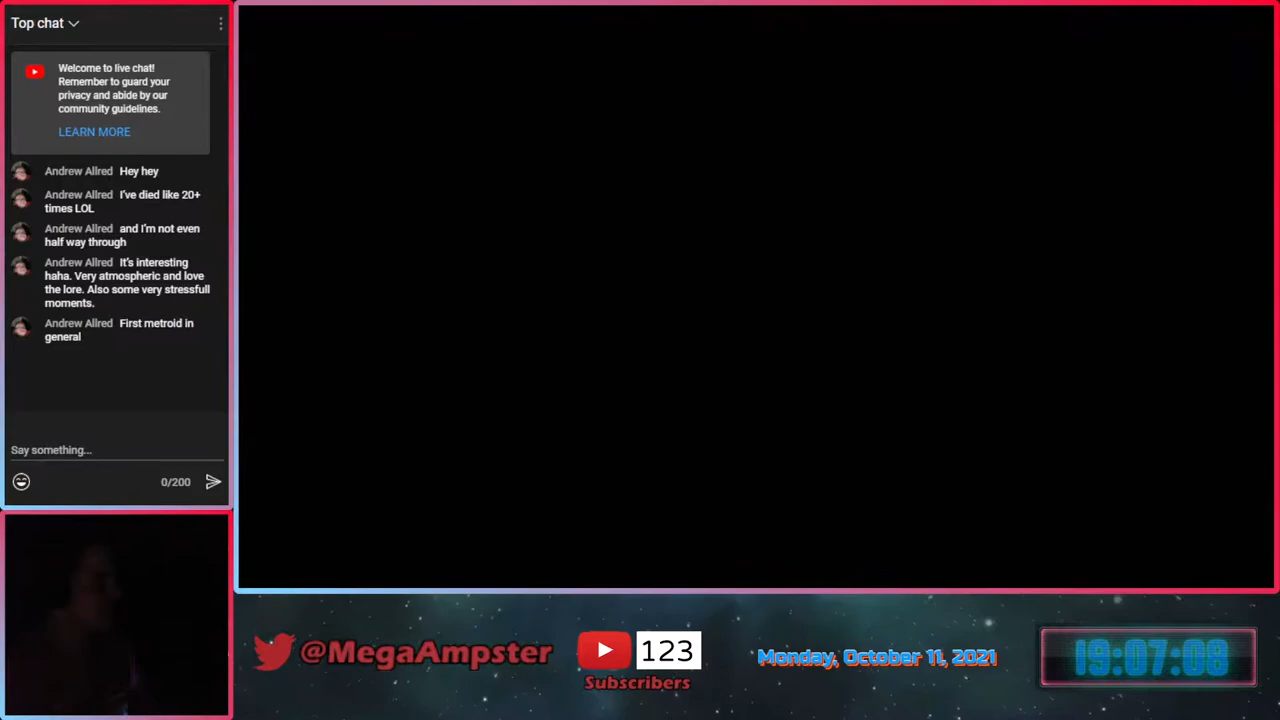 Top chat
Welcome to live chat!
Remember to guard your
privacy and abide by our
community guidelines.
LEARN MORE
Andrew Allred Hey hey
Andrew Allred I've died like 20+
times LOL
Andrew Allred and I'm not even
half way through
Andrew Allred It's interesting
haha. Very atmospheric and love
the lore. Also some very stressfull
moments.
Andrew Allred First metroid in
general
Say something...
0/200
@MegaAmpster
123
Subscribers
Monday, October 11, 2021
19:07:08